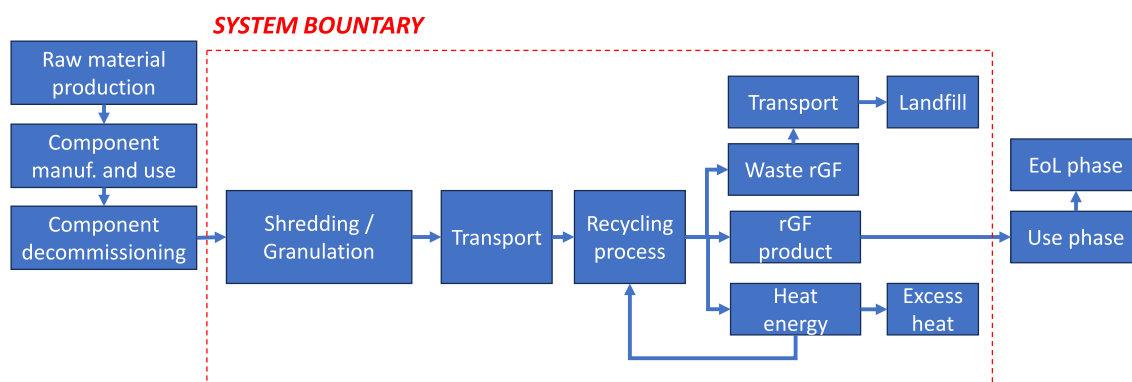 SYSTEM BOUNTARY
Raw material
production
Component
manuf. and use
Component
decommissioning
Shredding /
Granulation
Transport
Recycling
process
Transport
Landfill
Waste rGF
rGF
product
Heat
energy
Excess
heat
EoL phase
Use phase